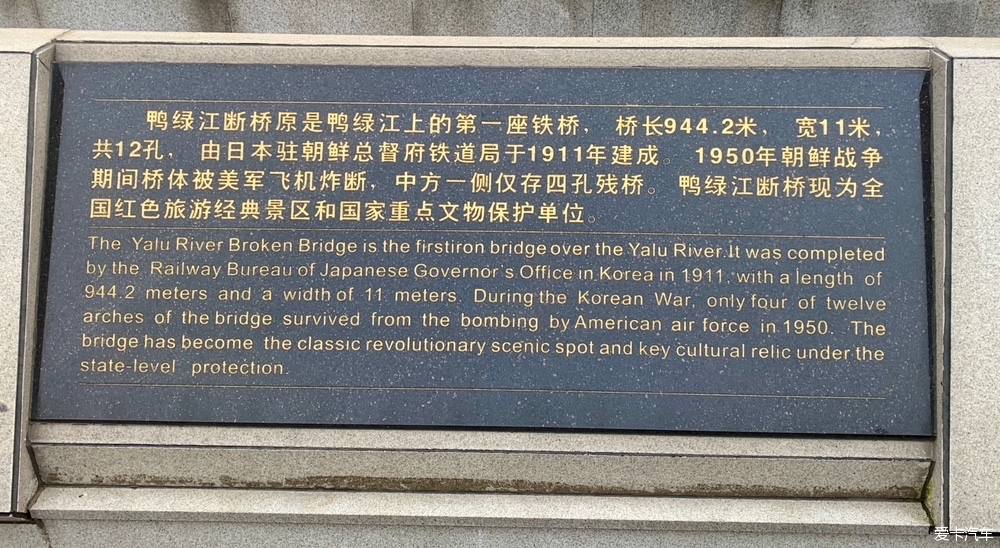 鸭绿江断桥原是鸭绿江上的第一座铁桥， 桥长944.2米， 宽11米，
共12孔， 由日本驻朝鲜总督府铁道局于1911年建成。 1950年朝鲜战争
期间桥体被美军飞机炸断，中方一侧仅存四孔残桥。 鸭绿江断桥现为全
国红色旅游经典景区和国家重点文物保护单位。
The Yalu River Broken Bridge is the firstiron bridge over the Yalu River.It was completed
by the Railway Bureau of Japanese Governor's Office in Korea in 1911, with a length of
944.2 meters and a width of 11 meters. During the Korean War, only four of twelve
arches of the bridge survived from the bombing by American air force in 1950. The
bridge has become the classic revolutionary scenic spot and key cultural relic under the
state-level protection.
爱卡汽车